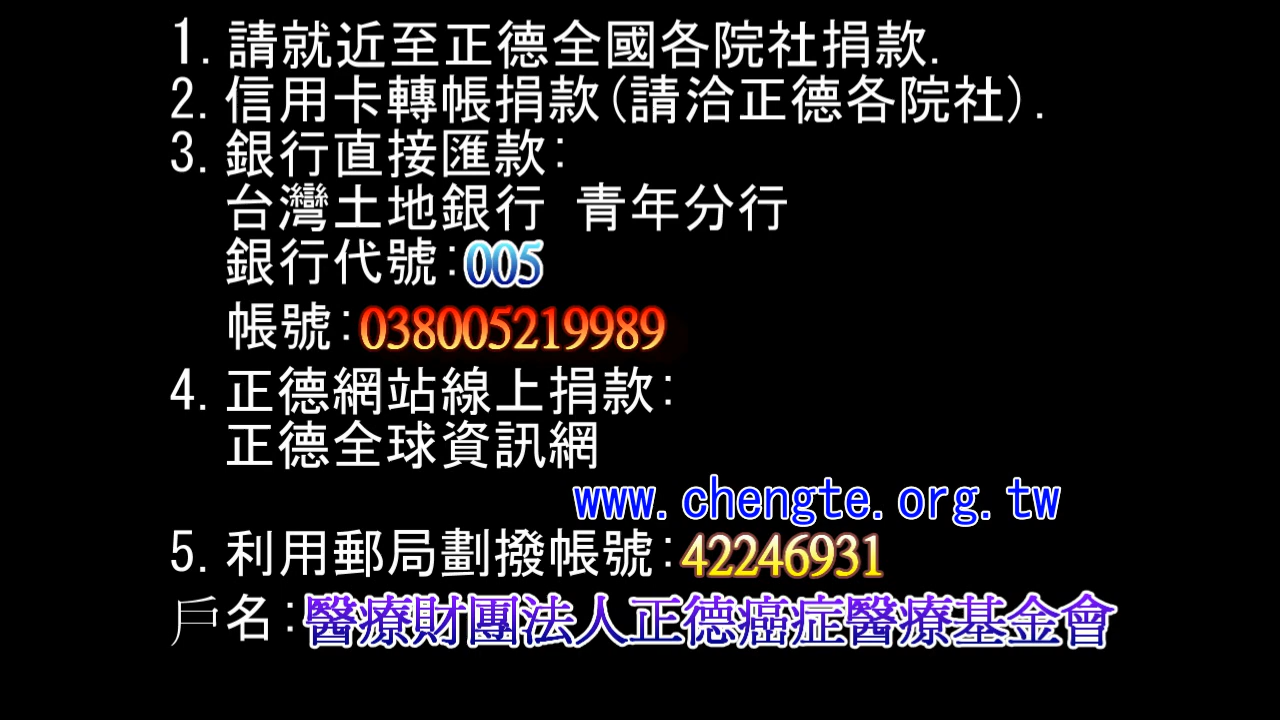 1.請就近至正德全國各院社捐款.
2.信用卡轉帳捐款(請洽正德各院社).
3.銀行直接匯款:
台灣土地銀行 青年分行
銀行代號:005
帳號:038005219989
4.正德網站線上捐款:
正德全球資訊網
www.chengte.org.tw
5.利用郵局劃撥帳號:42246931
戶名:醫療財團法人正德癌症醫療基金會